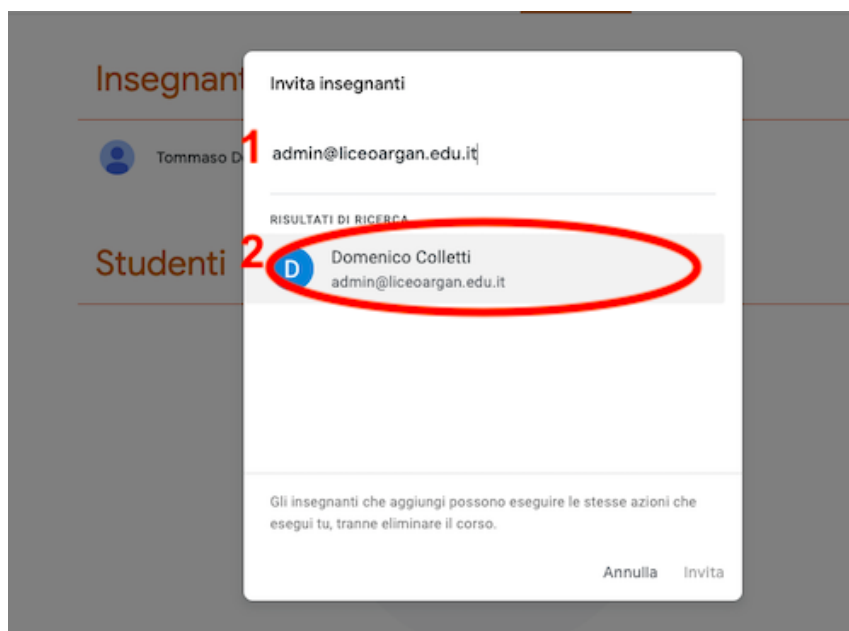 Insegnant
Invita insegnanti
Tommaso D
1
admin@liceoargan.edu.it
RISULTATI DI RICERCA
Studenti
2
D
Domenico Colletti
admin@liceoargan.edu.it
Gli insegnanti che aggiungi possono eseguire le stesse azioni che
esegui tu, tranne eliminare il corso.
Annulla Invita